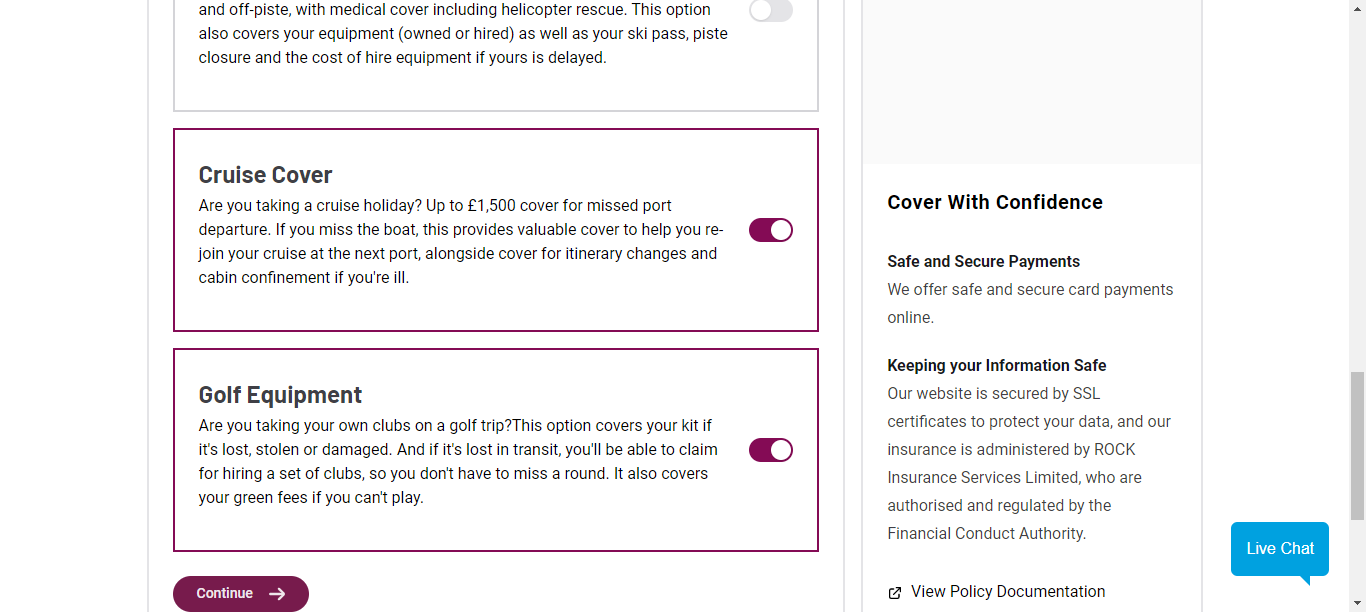 and off-piste, with medical cover including helicopter rescue. This option
also covers your equipment (owned or hired) as well as your ski pass, piste
closure and the cost of hire equipment if yours is delayed.
Cruise Cover
Are you taking a cruise holiday? Up to £1,500 cover for missed port
departure. If you miss the boat, this provides valuable cover to help you re-
join your cruise at the next port, alongside cover for itinerary changes and
cabin confinement if you're ill.
Golf Equipment
Are you taking your own clubs on a golf trip?This option covers your kit if
it's lost, stolen or damaged. And if it's lost in transit, you'll be able to claim
for hiring a set of clubs, so you don't have to miss a round. It also covers
your green fees if you can't play.
Continue
Cover With Confidence
Safe and Secure Payments
We offer safe and secure card payments
online.
Keeping your Information Safe
Our website is secured by SSL
certificates to protect your data, and our
insurance is administered by ROCK
Insurance Services Limited, who are
authorised and regulated by the
Financial Conduct Authority.
View Policy Documentation
Live Chat